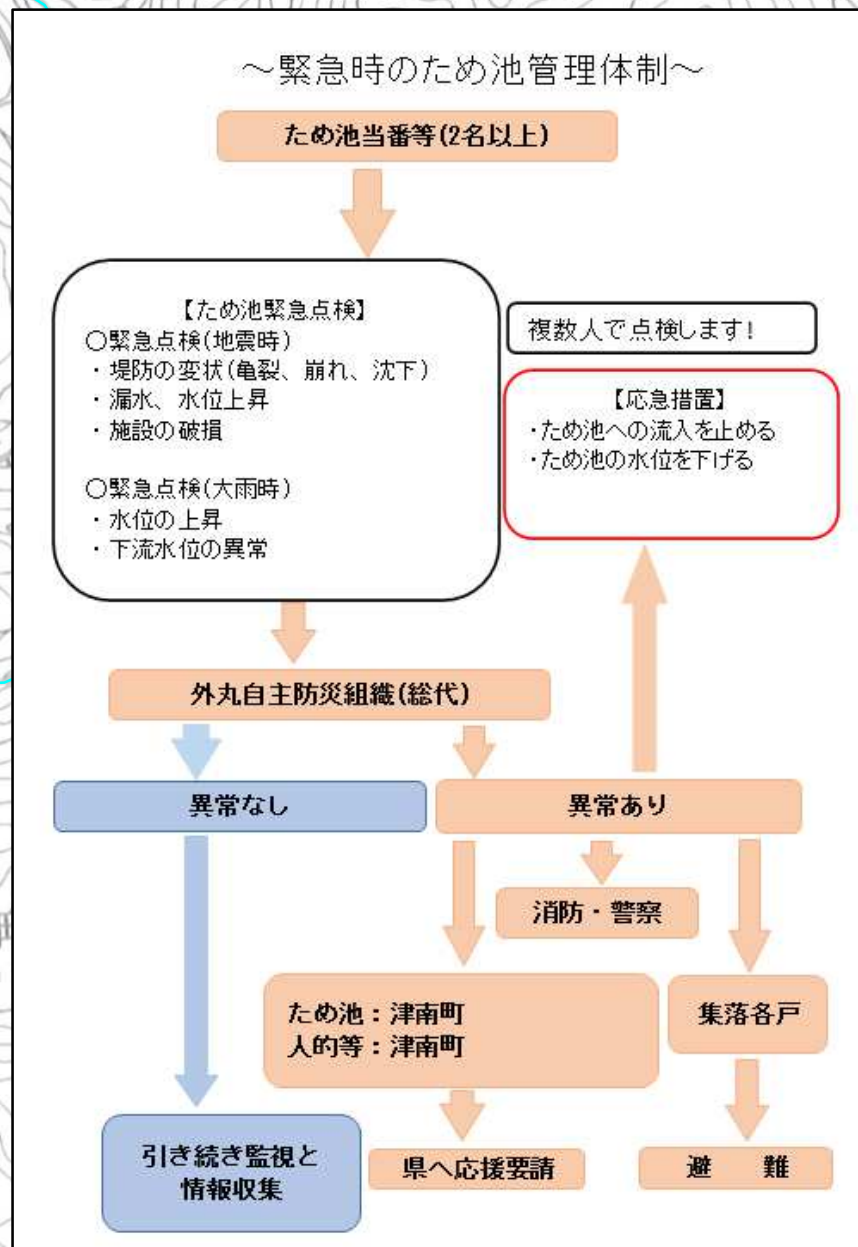 ～緊急時のため池管理体制～
ため池当番等(2名以上)
【ため池緊急点検】
○緊急点検(地震時)
・堤防の変状(亀裂、崩れ、沈下)
・漏水、水位上昇
・施設の破損
○緊急点検(大雨時)
・水位の上昇
・下流水位の異常
複数人で点検します!
【応急措置】
・ため池への流入を止める
・ため池の水位を下げる
外丸自主防災組織(総代)
異常なし
異常あり
消防・警察
ため池：津南町
人的等：津南町
集落各戸
引き続き監視と
情報収集
県へ応援要請
避　　難